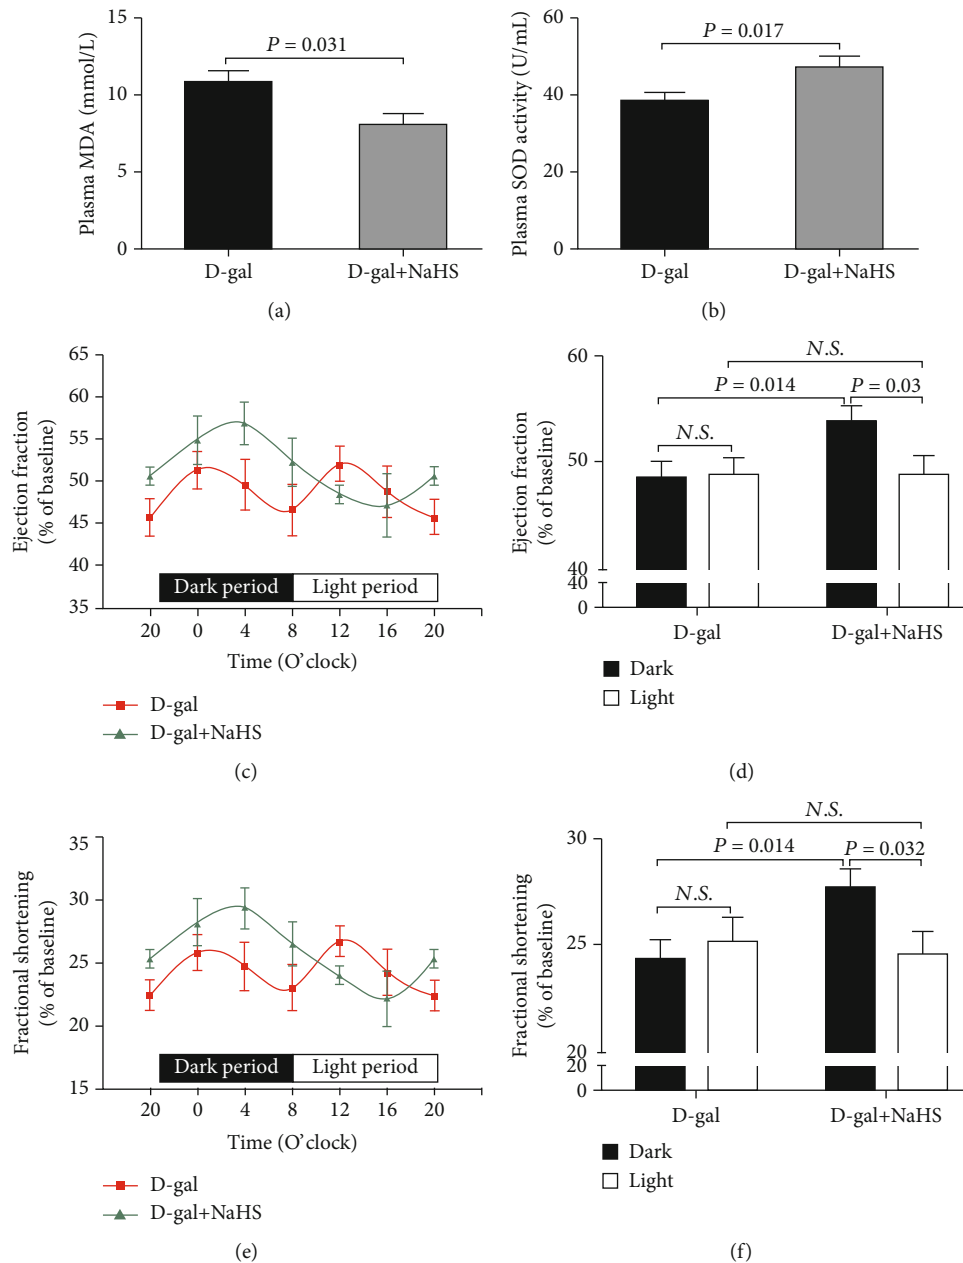 15
10
5
0
Plasma MDA (mmol/L)
P = 0.031
D-gal
D-gal+NaHS
(a)
60
40
20
0
Plasma SOD activity (U/mL)
P = 0.017
D-gal
D-gal+NaHS
(b)
65
60
55
50
45
40
35
Ejection fraction
(% of baseline)
Dark period
Light period
20 0 4 8 12 16 20
Time (O'clock)
D-gal
D-gal+NaHS
(c)
60
50
40
40
0
Ejection fraction
(% of baseline)
N.S.
P = 0.014
P = 0.03
N.S.
D-gal
D-gal+NaHS
Dark
Light
(d)
35
30
25
20
15
Fractional shortening
(% of baseline)
Dark period
Light period
20 0 4 8 12 16 20
Time (O'clock)
D-gal
D-gal+NaHS
(e)
30
25
20
20
0
Fractional shortening
(% of baseline)
N.S.
P = 0.014
P = 0.032
N.S.
D-gal
D-gal+NaHS
Dark
Light
(f)